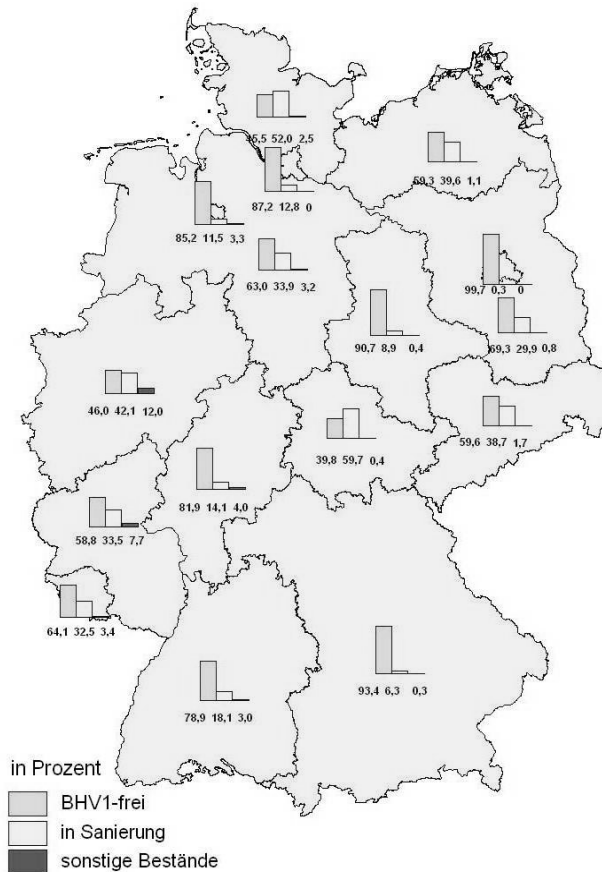 45,5 52,0 2,5
59,3 39,6 1,1
87,2 12,8 0
85,2 11,5 3,3
63,0 33,9 3,2
99,7 0,3 0
90,7 8,9 0,4
69,3 29,9 0,8
46,0 42,1 12,0
59,6 38,7 1,7
39,8 59,7 0,4
81,9 14,1 4,0
58,8 33,5 7,7
64,1 32,5 3,4
93,4 6,3 0,3
78,9 18,1 3,0
in Prozent
BHV1-frei
in Sanierung
sonstige Bestände